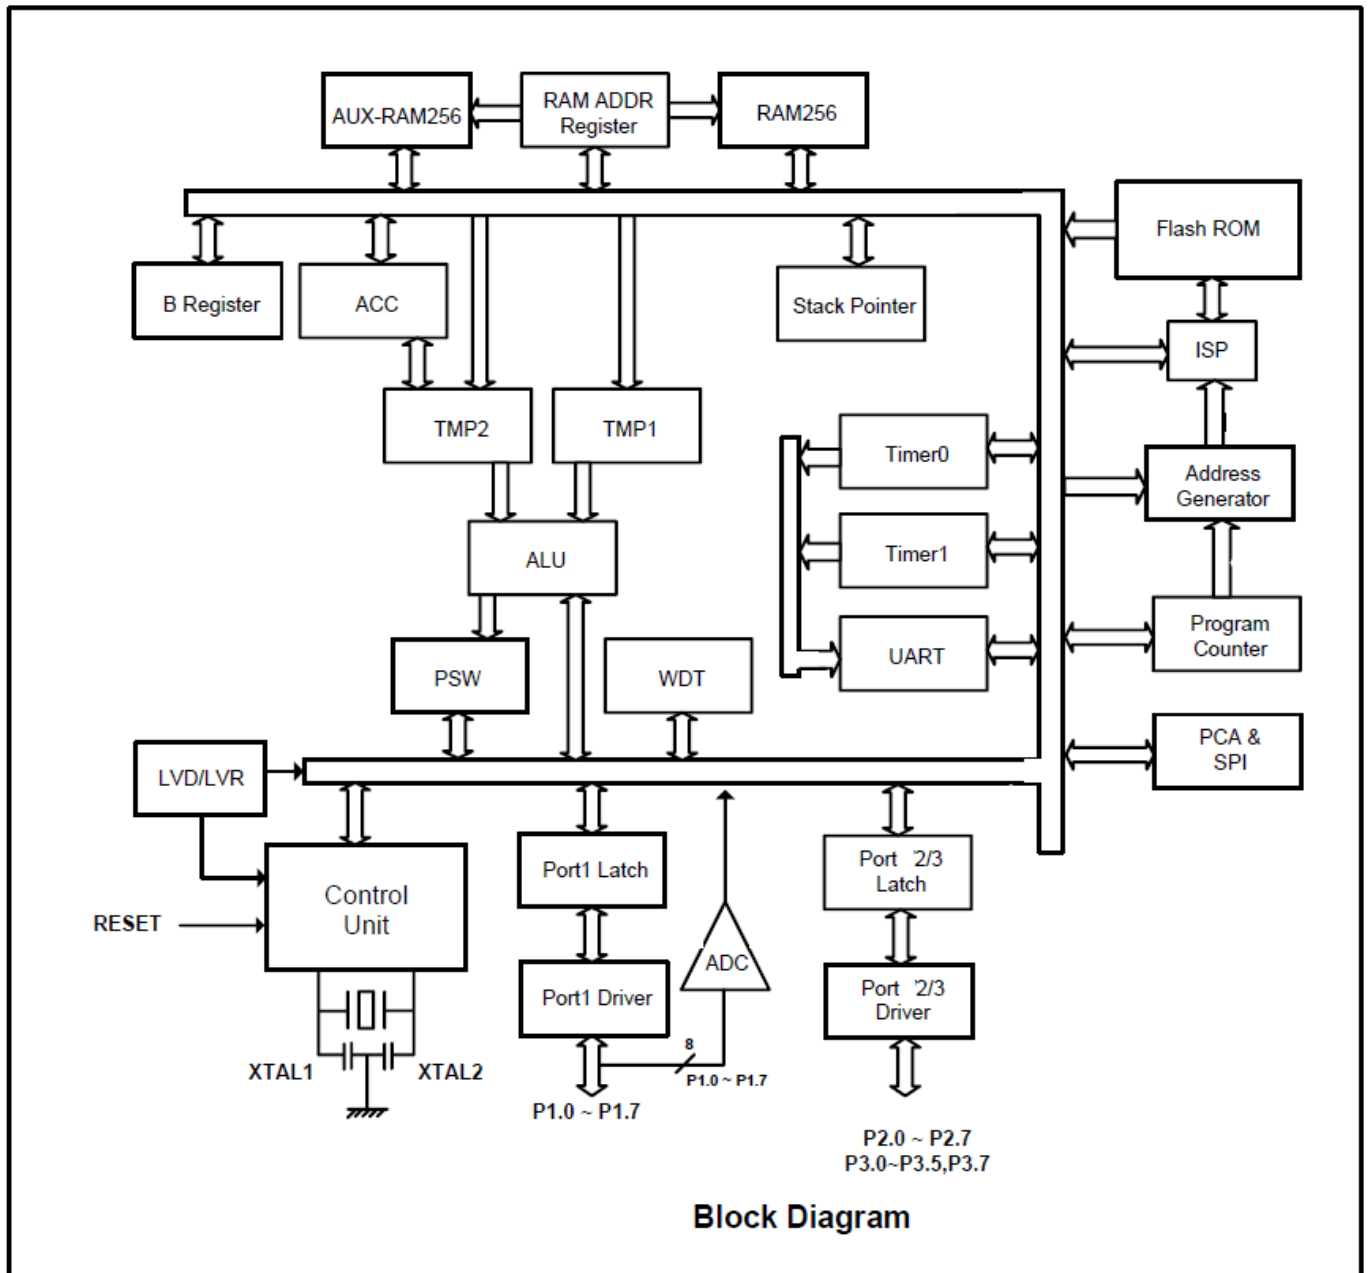 AUX-RAM256
RAM ADDR
Register
RAM256
Flash ROM
B Register
ACC
Stack Pointer
ISP
TMP2
TMP1
Timer0
Address
Generator
ALU
Timer1
Program
Counter
PSW
WDT
UART
PCA &
SPI
LVD/LVR
Control
Unit
RESET
Port1 Latch
Port '2/3
Latch
ADC
Port1 Driver
Port '2/3
Driver
XTAL1
XTAL2
8
P1.0 ~ P1.7
P1.0 ~ P1.7
P2.0 ~ P2.7
P3.0~P3.5,P3.7
Block Diagram